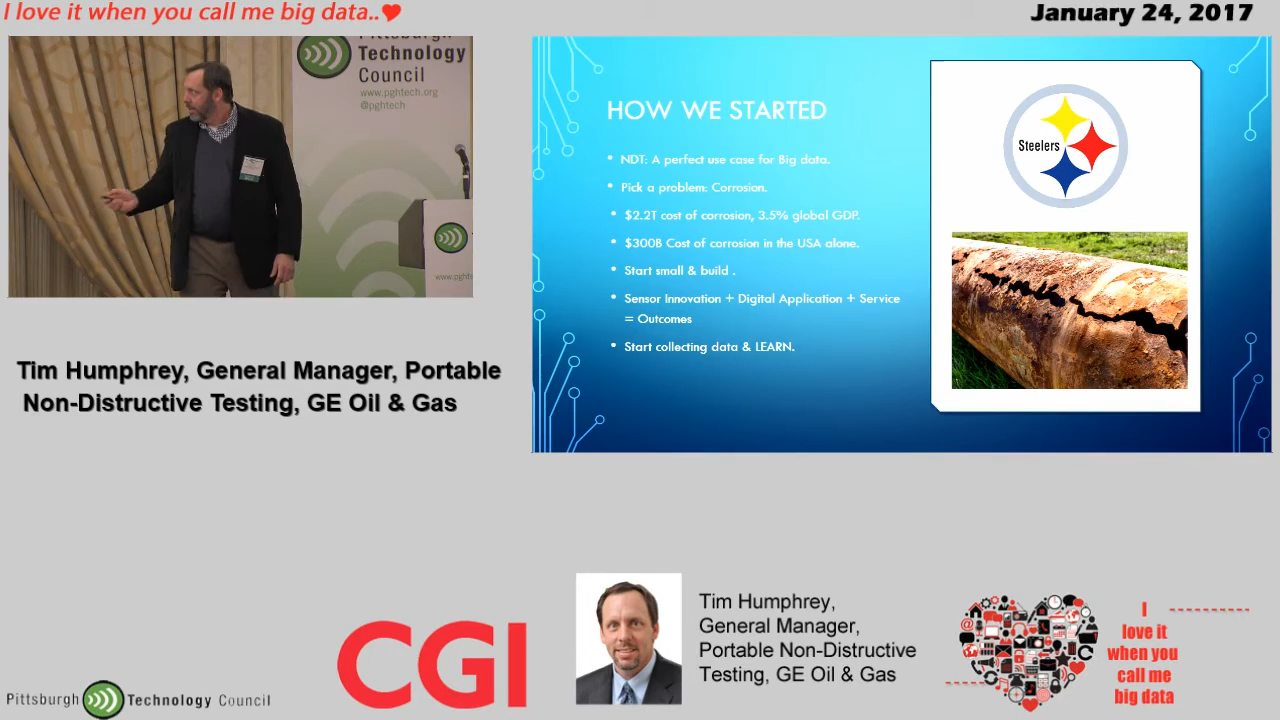 I love it when you call me big data..
January 24, 2017
Pittsburgh
Technology
Council
www.pghtech.org
@pghtech
HOW WE STARTED
• NDT: A perfect use case for Big data.
• Pick a problem: Corrosion.
• $2.2T cost of corrosion, 3.5% global GDP.
• $300B Cost of corrosion in the USA alone.
• Start small & build .
• Sensor Innovation + Digital Application + Service
= Outcomes
• Start collecting data & LEARN.
Steelers
www.pghte
Tim Humphrey, General Manager, Portable
Non-Distructive Testing, GE Oil & Gas
CGI
Tim Humphrey,
General Manager,
Portable Non-Distructive
Testing, GE Oil & Gas
I
love it
when you
call me
big data
Pittsburgh Technology Council